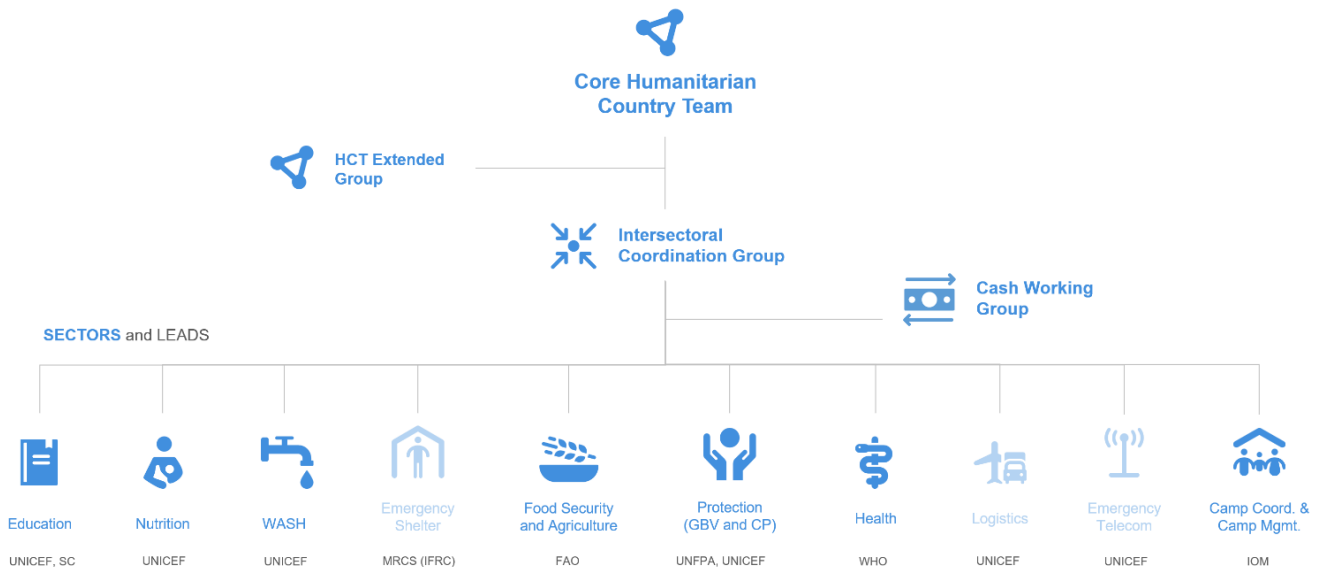 Core Humanitarian
Country Team
HCT Extended
Group
Intersectoral
Coordination Group
Cash Working
Group
SECTORS and LEADS
Education
Nutrition
WASH
Emergency
Shelter
Food Security
and Agriculture
Protection
(GBV and CP)
Health
Logistics
Emergency
Telecom
Camp Coord. &
Camp Mgmt.
UNICEF, SC
UNICEF
UNICEF
MRCS (IFRC)
FAO
UNFPA, UNICEF
WHO
UNICEF
UNICEF
IOM